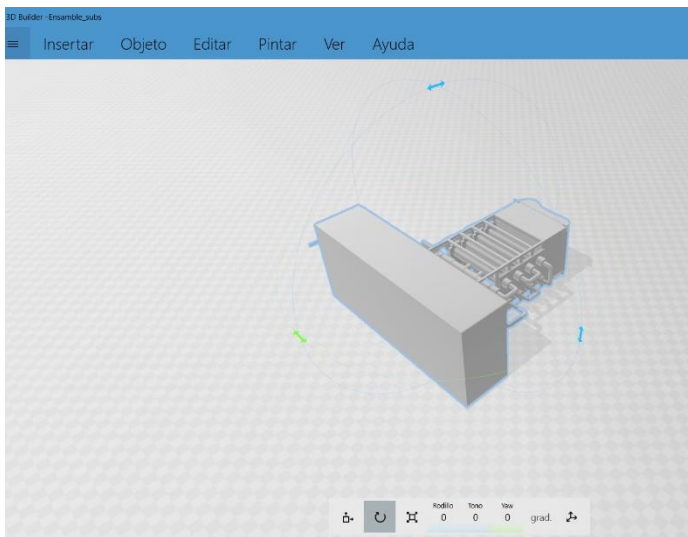 3D Builder -Ensamble_subs
Insertar Objeto Editar Pintar Ver Ayuda
Rodillo Tono Yaw
0 0 0 grad.